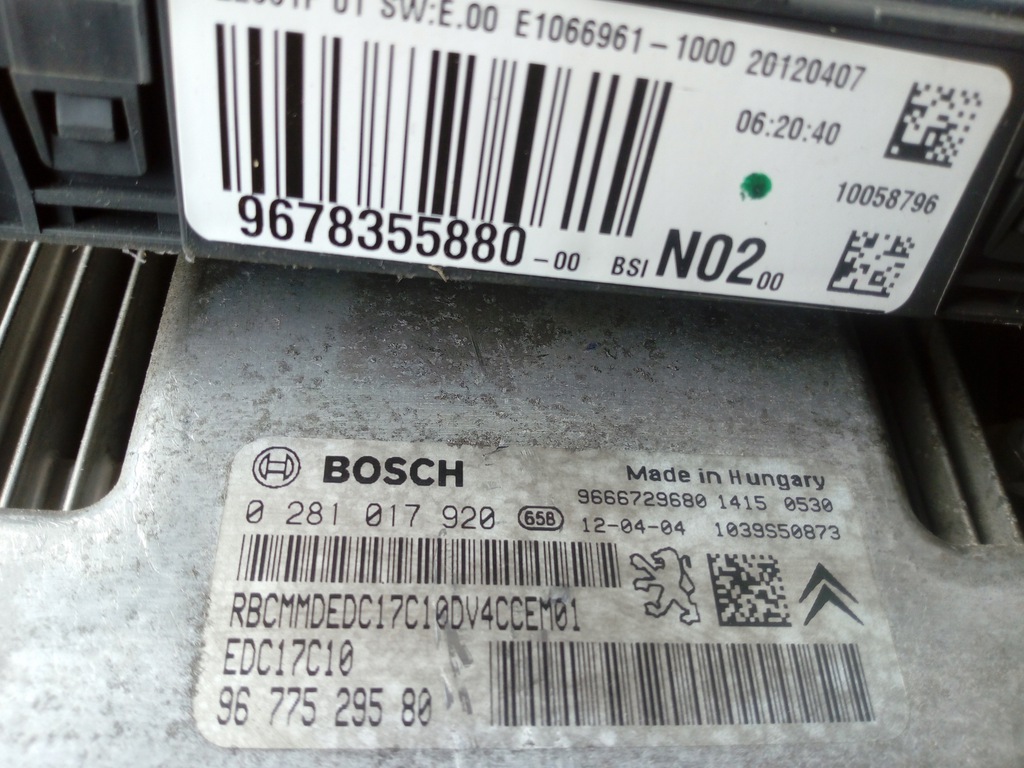 SW:E.00 E1066961-1000 20120407
06:20:40
10058796
9678355880-00 BSI N02 00
BOSCH
Made in Hungary
9666729680 1415 0530
0 281 017 920 65B 12-04-04 1039S50873
RBCMMDEDC17C10DV4CCEM01
EDC17C10
96 775 295 80